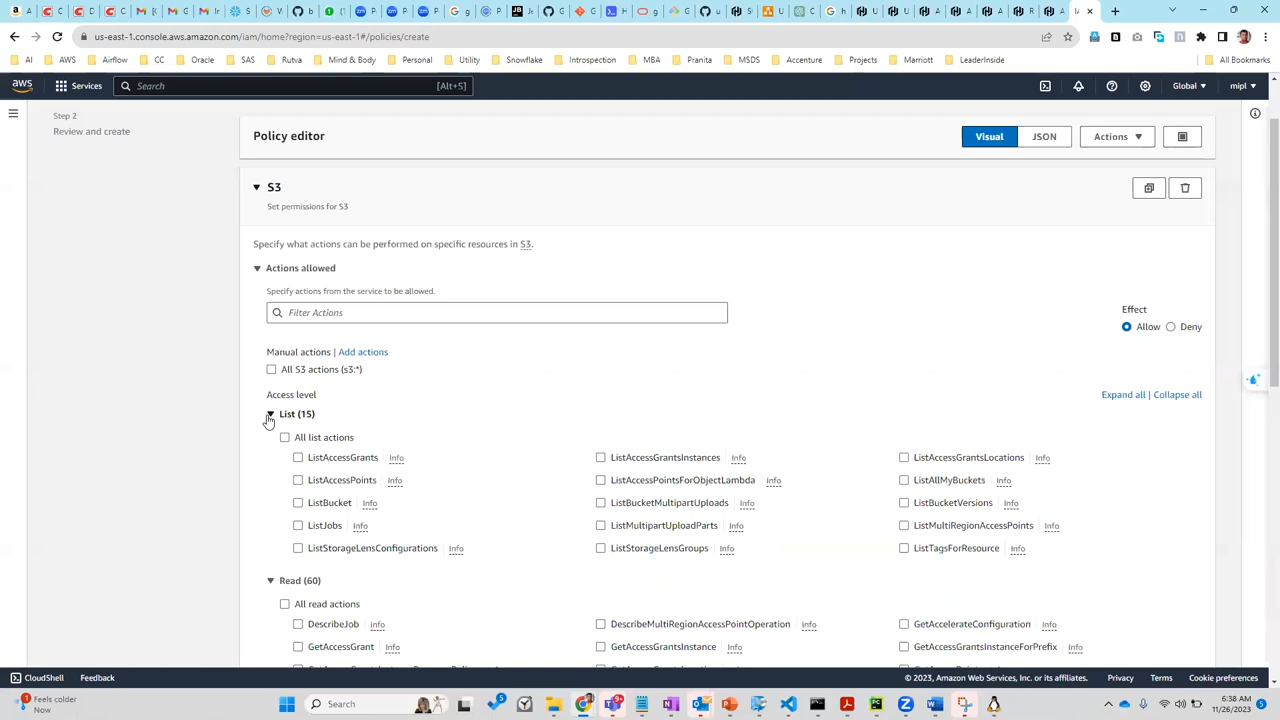 us-east-1.console.aws.amazon.com/iam/home?region=us-east-1#/policies/create
AI AWS Airflow CC Oracle SAS Rutva Mind & Body Personal Utility Snowflake Introspection MBA Pranita MSDS Accenture Projects Marriott LeaderInside All Bookmarks
aws Services Search [Alt+S] Global mipl
Step 2
Review and create
Policy editor Visual JSON Actions
S3
Set permissions for S3
Specify what actions can be performed on specific resources in S3.
Actions allowed
Specify actions from the service to be allowed.
Filter Actions
Effect
Allow Deny
Manual actions | Add actions
All S3 actions (s3:*)
Access level Expand all | Collapse all
List (15)
All list actions
ListAccessGrants Info ListAccessGrantsInstances Info ListAccessGrantsLocations Info
ListAccessPoints Info ListAccessPointsForObjectLambda Info ListAllMyBuckets Info
ListBucket Info ListBucketMultipartUploads Info ListBucketVersions Info
ListJobs Info ListMultipartUploadParts Info ListMultiRegionAccessPoints Info
ListStorageLensConfigurations Info ListStorageLensGroups Info ListTagsForResource Info
Read (60)
All read actions
DescribeJob Info DescribeMultiRegionAccessPointOperation Info GetAccelerateConfiguration Info
GetAccessGrant Info GetAccessGrantsInstance Info GetAccessGrantsInstanceForPrefix Info
CloudShell Feedback © 2023, Amazon Web Services, Inc. or its affiliates. Privacy Terms Cookie preferences
Feels colder
Now
Search
6:38 AM
11/26/2023